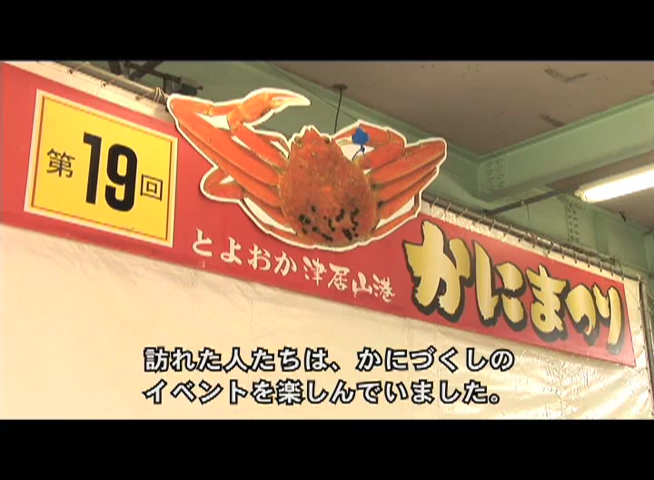 第19回
とよおか津居山港
かにまつり
訪れた人たちは、かにづくしの
イベントを楽しんでいました。